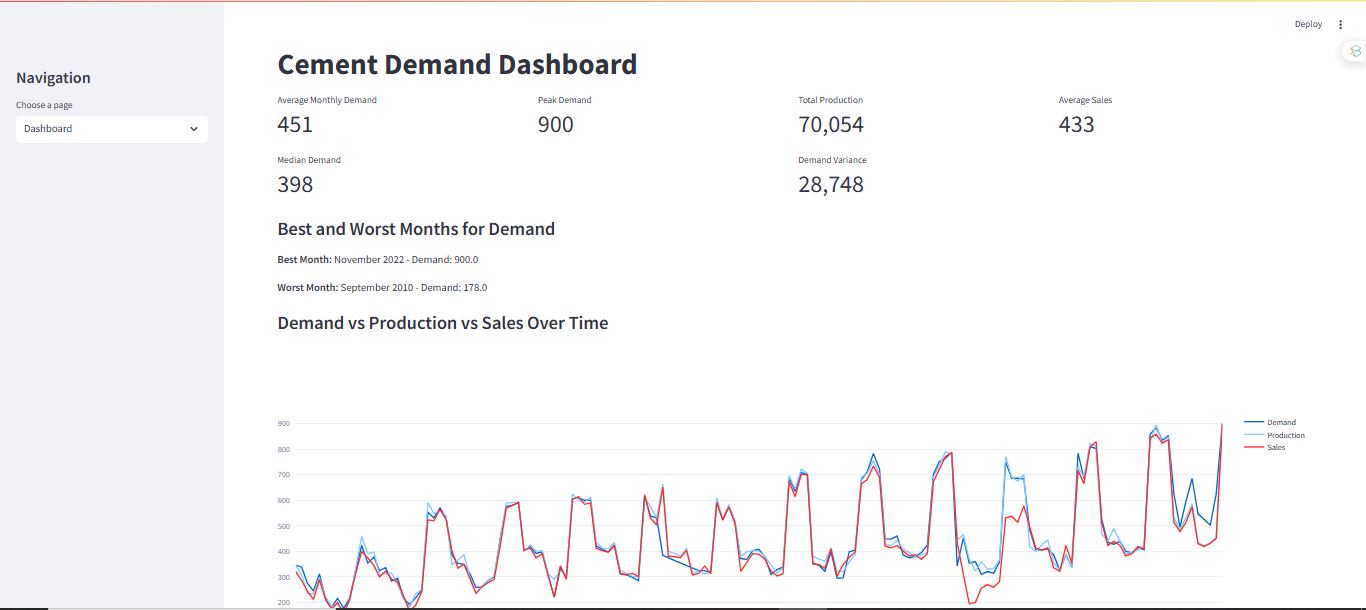 Deploy
Navigation
Choose a page
Dashboard
Cement Demand Dashboard
Average Monthly Demand
451
Peak Demand
900
Total Production
70,054
Average Sales
433
Median Demand
398
Demand Variance
28,748
Best and Worst Months for Demand
Best Month: November 2022 - Demand: 900.0
Worst Month: September 2010 - Demand: 178.0
Demand vs Production vs Sales Over Time
900
800
700
600
500
400
300
200
Demand
Production
Sales